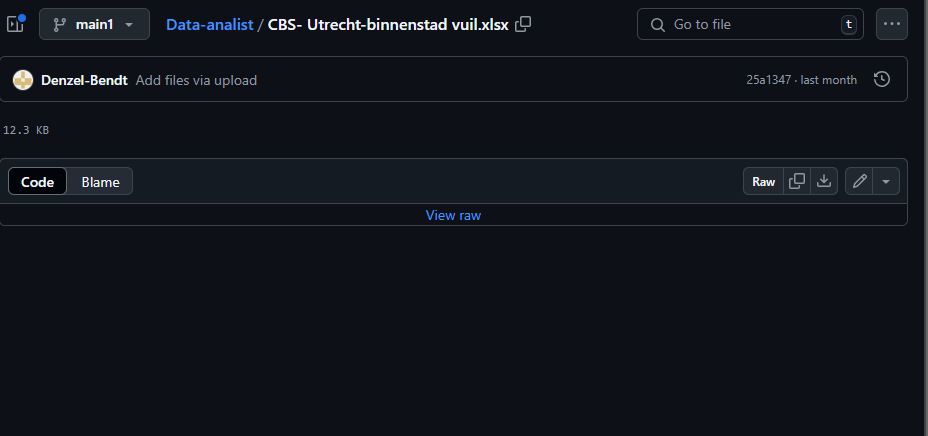 main1 Data-analist / CBS- Utrecht-binnenstad vuil.xlsx Go to file t
Denzel-Bendt Add files via upload 25a1347 · last month
12.3 KB
Code Blame Raw
View raw